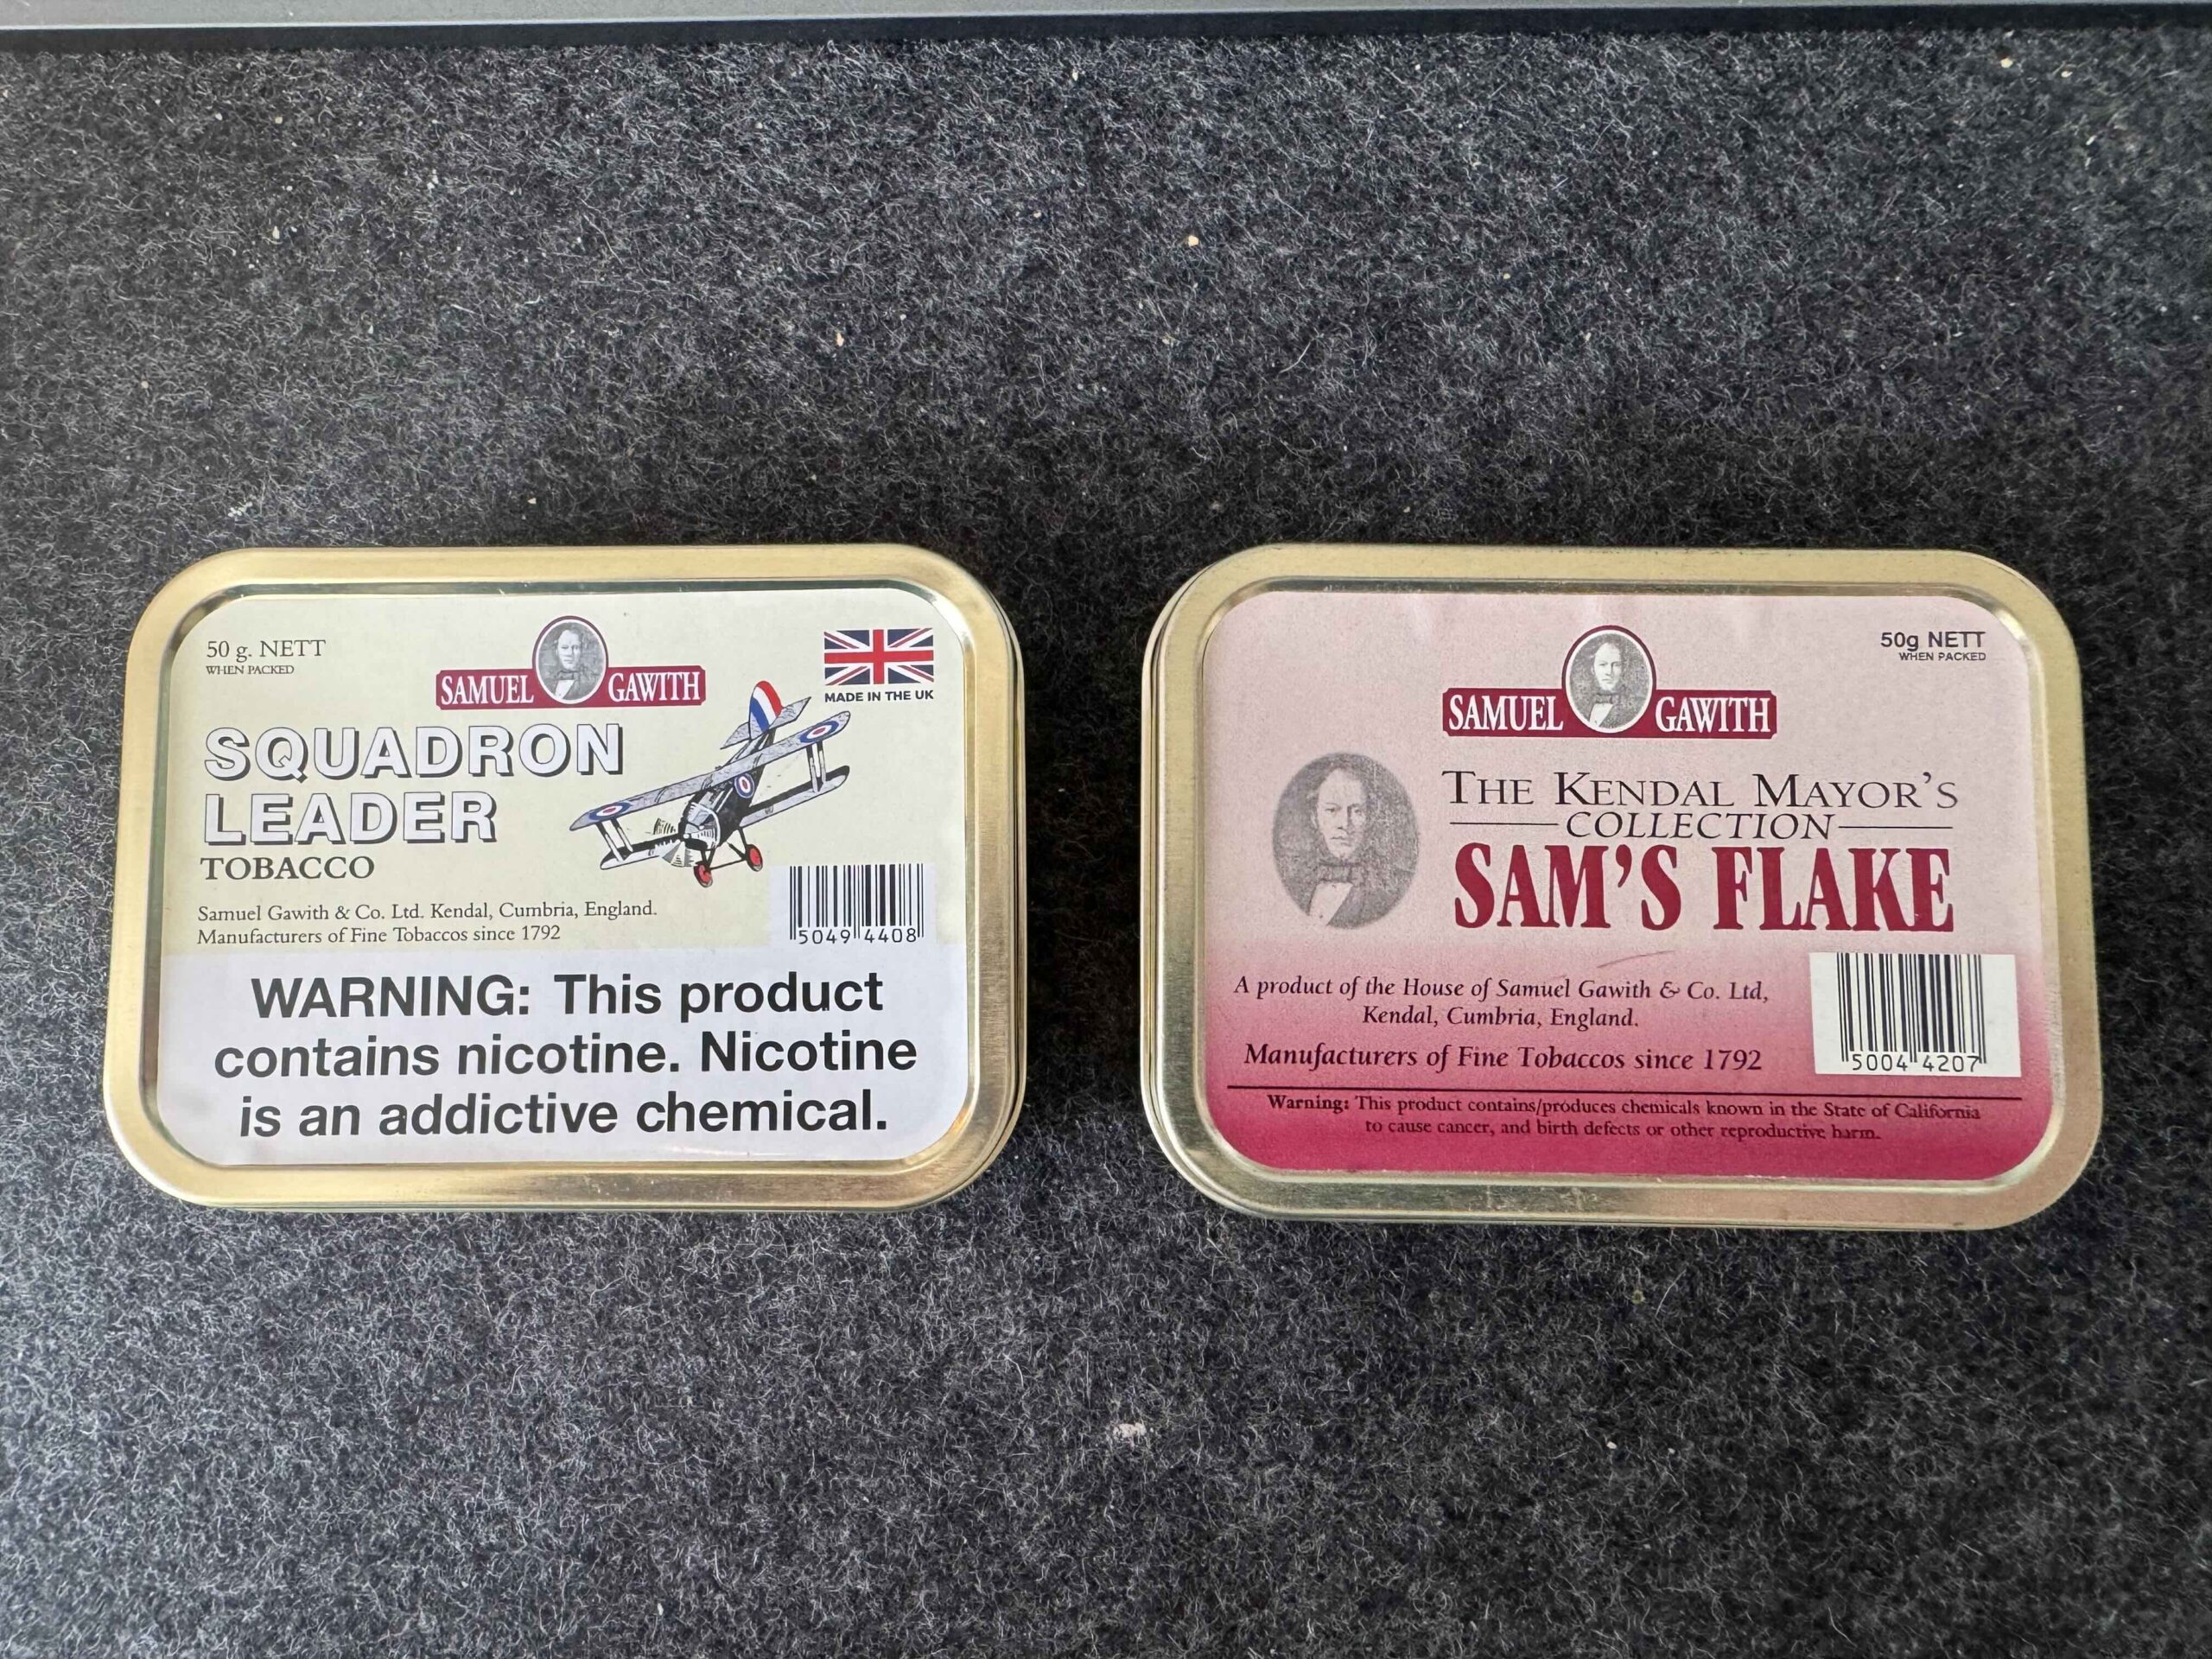 50 g. NETT
WHEN PACKED
SAMUEL GAWITH
MADE IN THE UK
SQUADRON
LEADER
TOBACCO
Samuel Gawith & Co. Ltd. Kendal, Cumbria, England.
Manufacturers of Fine Tobaccos since 1792
5049 4408
WARNING: This product
contains nicotine. Nicotine
is an addictive chemical.
50g NETT
WHEN PACKED
SAMUEL GAWITH
THE KENDAL MAYOR'S
COLLECTION
SAM'S FLAKE
A product of the House of Samuel Gawith & Co. Ltd,
Kendal, Cumbria, England.
Manufacturers of Fine Tobaccos since 1792
5004 4207
Warning: This product contains/produces chemicals known in the State of California
to cause cancer, and birth defects or other reproductive harm.